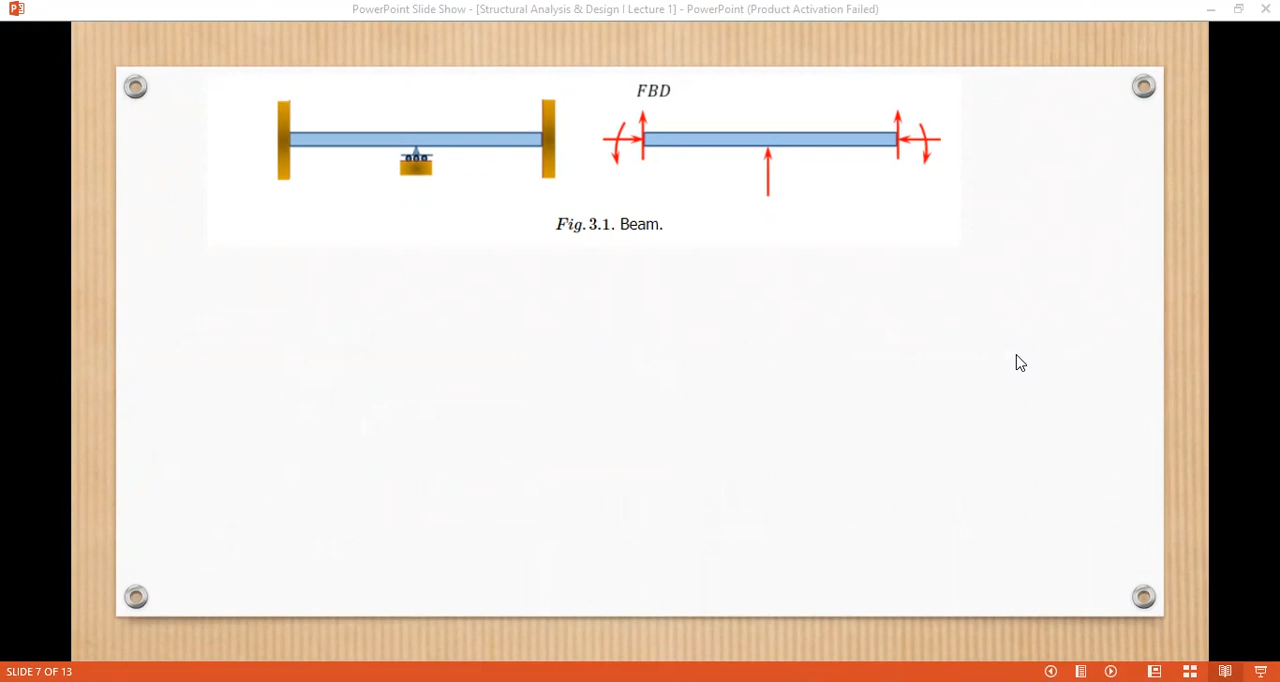 PowerPoint Slide Show - [Structural Analysis & Design I Lecture 1] - PowerPoint (Product Activation Failed)
FBD
Fig. 3.1. Beam.
SLIDE 7 OF 13